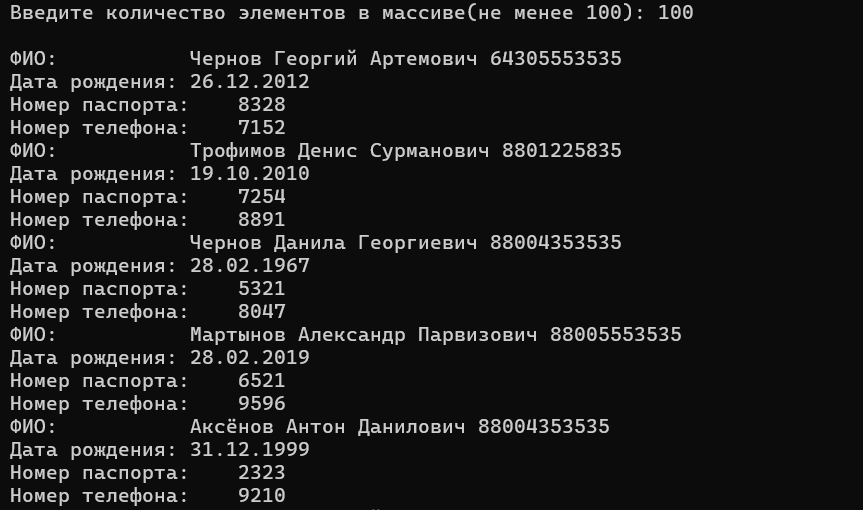 Введите количество элементов в массиве(не менее 100): 100
ФИО: Чернов Георгий Артемович 64305553535
Дата рождения: 26.12.2012
Номер паспорта: 8328
Номер телефона: 7152
ФИО: Трофимов Денис Сурманович 8801225835
Дата рождения: 19.10.2010
Номер паспорта: 7254
Номер телефона: 8891
ФИО: Чернов Данила Георгиевич 88004353535
Дата рождения: 28.02.1967
Номер паспорта: 5321
Номер телефона: 8047
ФИО: Мартынов Александр Парвизович 88005553535
Дата рождения: 28.02.2019
Номер паспорта: 6521
Номер телефона: 9596
ФИО: Аксёнов Антон Данилович 88004353535
Дата рождения: 31.12.1999
Номер паспорта: 2323
Номер телефона: 9210